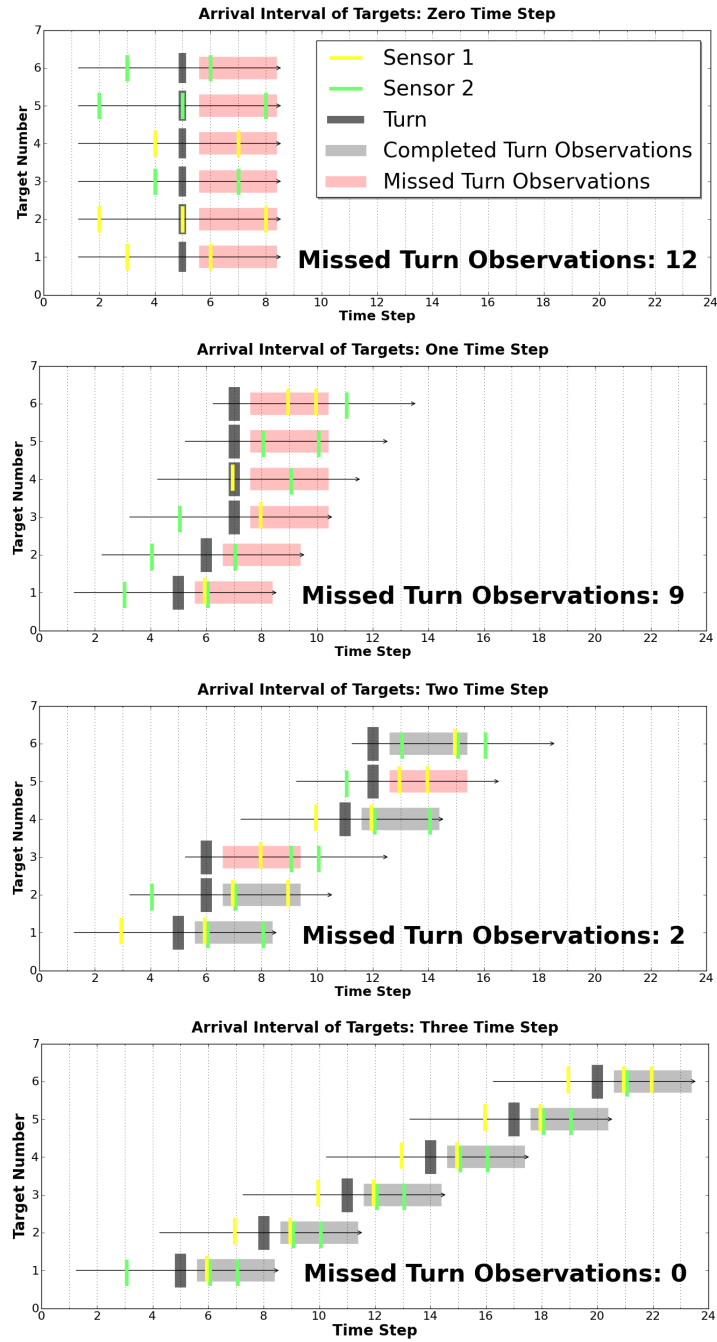 Arrival Interval of Targets: Zero Time Step
7
6
5
4
3
2
1
0
Target Number
Sensor 1
Sensor 2
Turn
Completed Turn Observations
Missed Turn Observations
Missed Turn Observations: 12
0 2 4 6 8 10 12 14 16 18 20 22 24
Time Step
Arrival Interval of Targets: One Time Step
7
6
5
4
3
2
1
0
Target Number
Missed Turn Observations: 9
0 2 4 6 8 10 12 14 16 18 20 22 24
Time Step
Arrival Interval of Targets: Two Time Step
7
6
5
4
3
2
1
0
Target Number
Missed Turn Observations: 2
0 2 4 6 8 10 12 14 16 18 20 22 24
Time Step
Arrival Interval of Targets: Three Time Step
7
6
5
4
3
2
1
0
Target Number
Missed Turn Observations: 0
0 2 4 6 8 10 12 14 16 18 20 22 24
Time Step